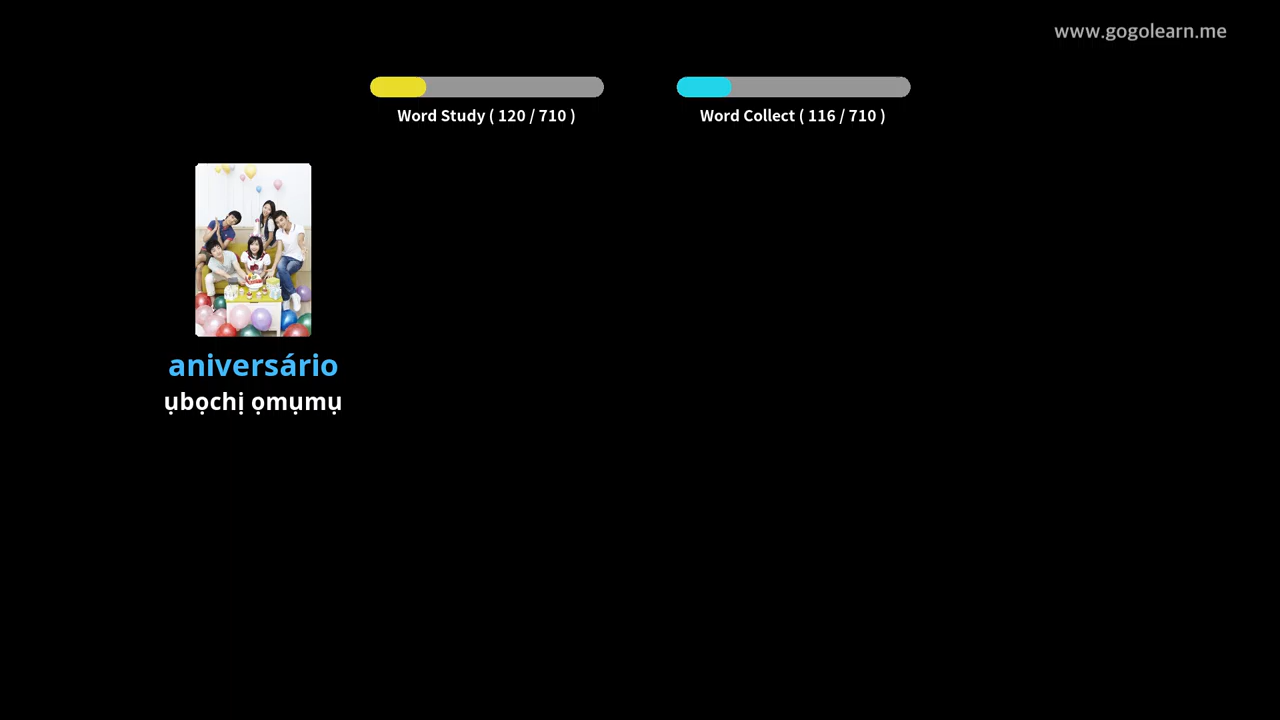 www.gogolearn.me
Word Study ( 120 / 710 )
Word Collect ( 116 / 710 )
aniversário
ụbọchị ọmụmụ